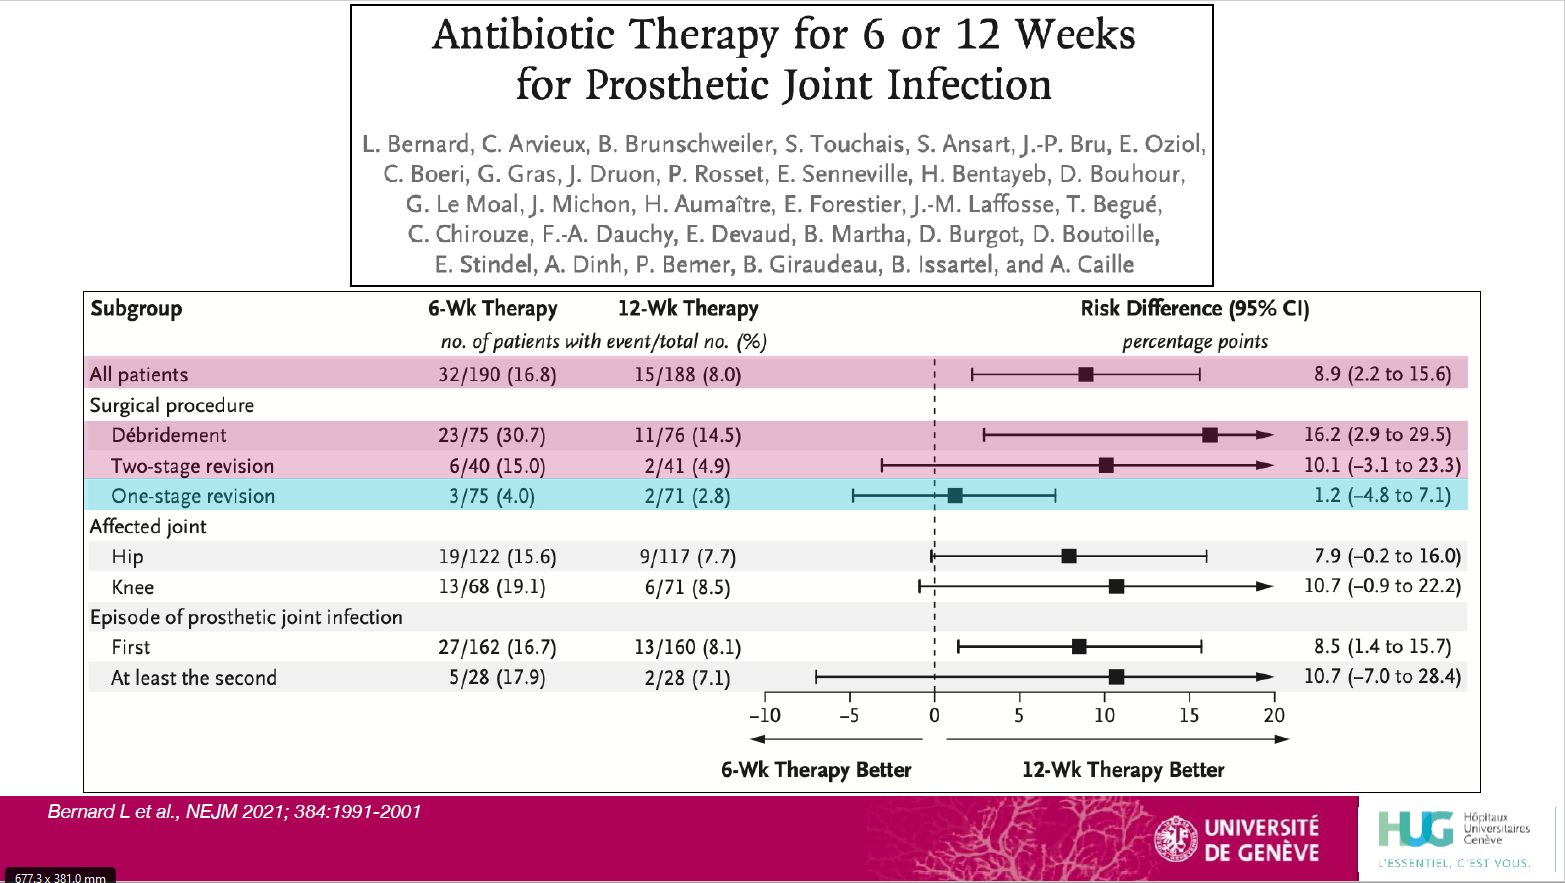 Antibiotic Therapy for 6 or 12 Weeks
for Prosthetic Joint Infection
L. Bernard, C. Arvieux, B. Brunschweiler, S. Touchais, S. Ansart, J.-P. Bru, E. Oziol,
C. Boeri, G. Gras, J. Druon, P. Rosset, E. Senneville, H. Bentayeb, D. Bouhour,
G. Le Moal, J. Michon, H. Aumaître, E. Forestier, J.-M. Laffosse, T. Begué,
C. Chirouze, F.-A. Dauchy, E. Devaud, B. Martha, D. Burgot, D. Boutoille,
E. Stindel, A. Dinh, P. Bemer, B. Giraudeau, B. Issartel, and A. Caille
Subgroup 6-Wk Therapy 12-Wk Therapy Risk Difference (95% CI)
no. of patients with event/total no. (%) percentage points
All patients 32/190 (16.8) 15/188 (8.0) 8.9 (2.2 to 15.6)
Surgical procedure
Débridement 23/75 (30.7) 11/76 (14.5) 16.2 (2.9 to 29.5)
Two-stage revision 6/40 (15.0) 2/41 (4.9) 10.1 (–3.1 to 23.3)
One-stage revision 3/75 (4.0) 2/71 (2.8) 1.2 (–4.8 to 7.1)
Affected joint
Hip 19/122 (15.6) 9/117 (7.7) 7.9 (–0.2 to 16.0)
Knee 13/68 (19.1) 6/71 (8.5) 10.7 (–0.9 to 22.2)
Episode of prosthetic joint infection
First 27/162 (16.7) 13/160 (8.1) 8.5 (1.4 to 15.7)
At least the second 5/28 (17.9) 2/28 (7.1) 10.7 (–7.0 to 28.4)
–10 –5 0 5 10 15 20
6-Wk Therapy Better 12-Wk Therapy Better
Bernard L et al., NEJM 2021; 384:1991-2001
UNIVERSITÉ
DE GENÈVE
HUG
Hôpitaux
Universitaires
Genève
L'ESSENTIEL, C'EST VOUS.
677.3 x 381.0 mm